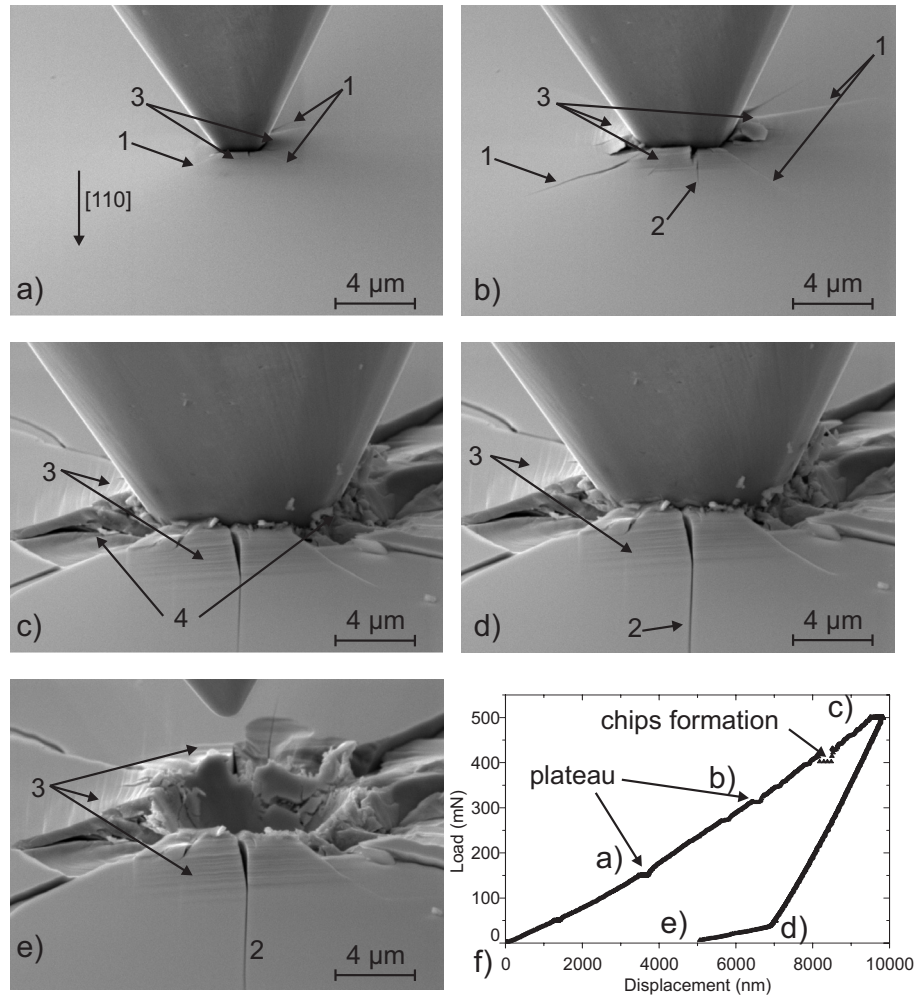 3
1
1
[110]
a)
4 µm
1
3
1
2
b)
4 µm
3
4
c)
4 µm
3
2
d)
4 µm
3
2
e)
4 µm
500
400
300
200
100
0
Load (mN)
chips formation
c)
plateau
b)
a)
e)
d)
f)
0 2000 4000 6000 8000 10000
Displacement (nm)